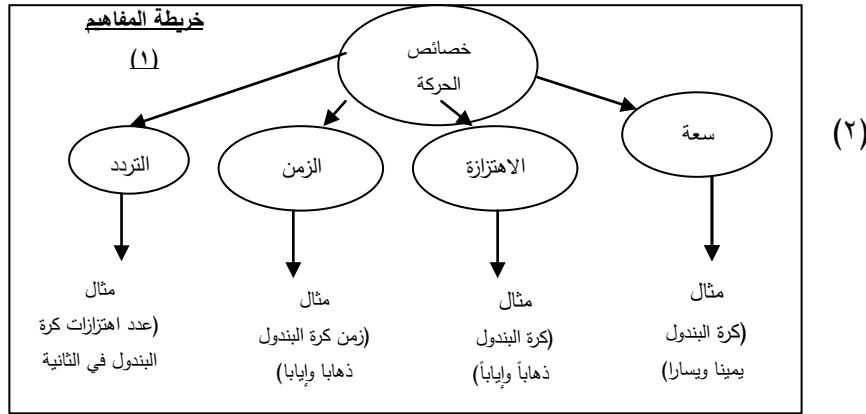 خريطة المفاهيم
(١)
خصائص
الحركة
(٢)
سعة
الاهتزازة
الزمن
التردد
مثال
(كرة البندول
يمينا ويسارا)
مثال
(كرة البندول
ذهاباً وإياباً)
مثال
(زمن كرة البندول
ذهابا وإيابا)
مثال
(عدد اهتزازات كرة
البندول في الثانية